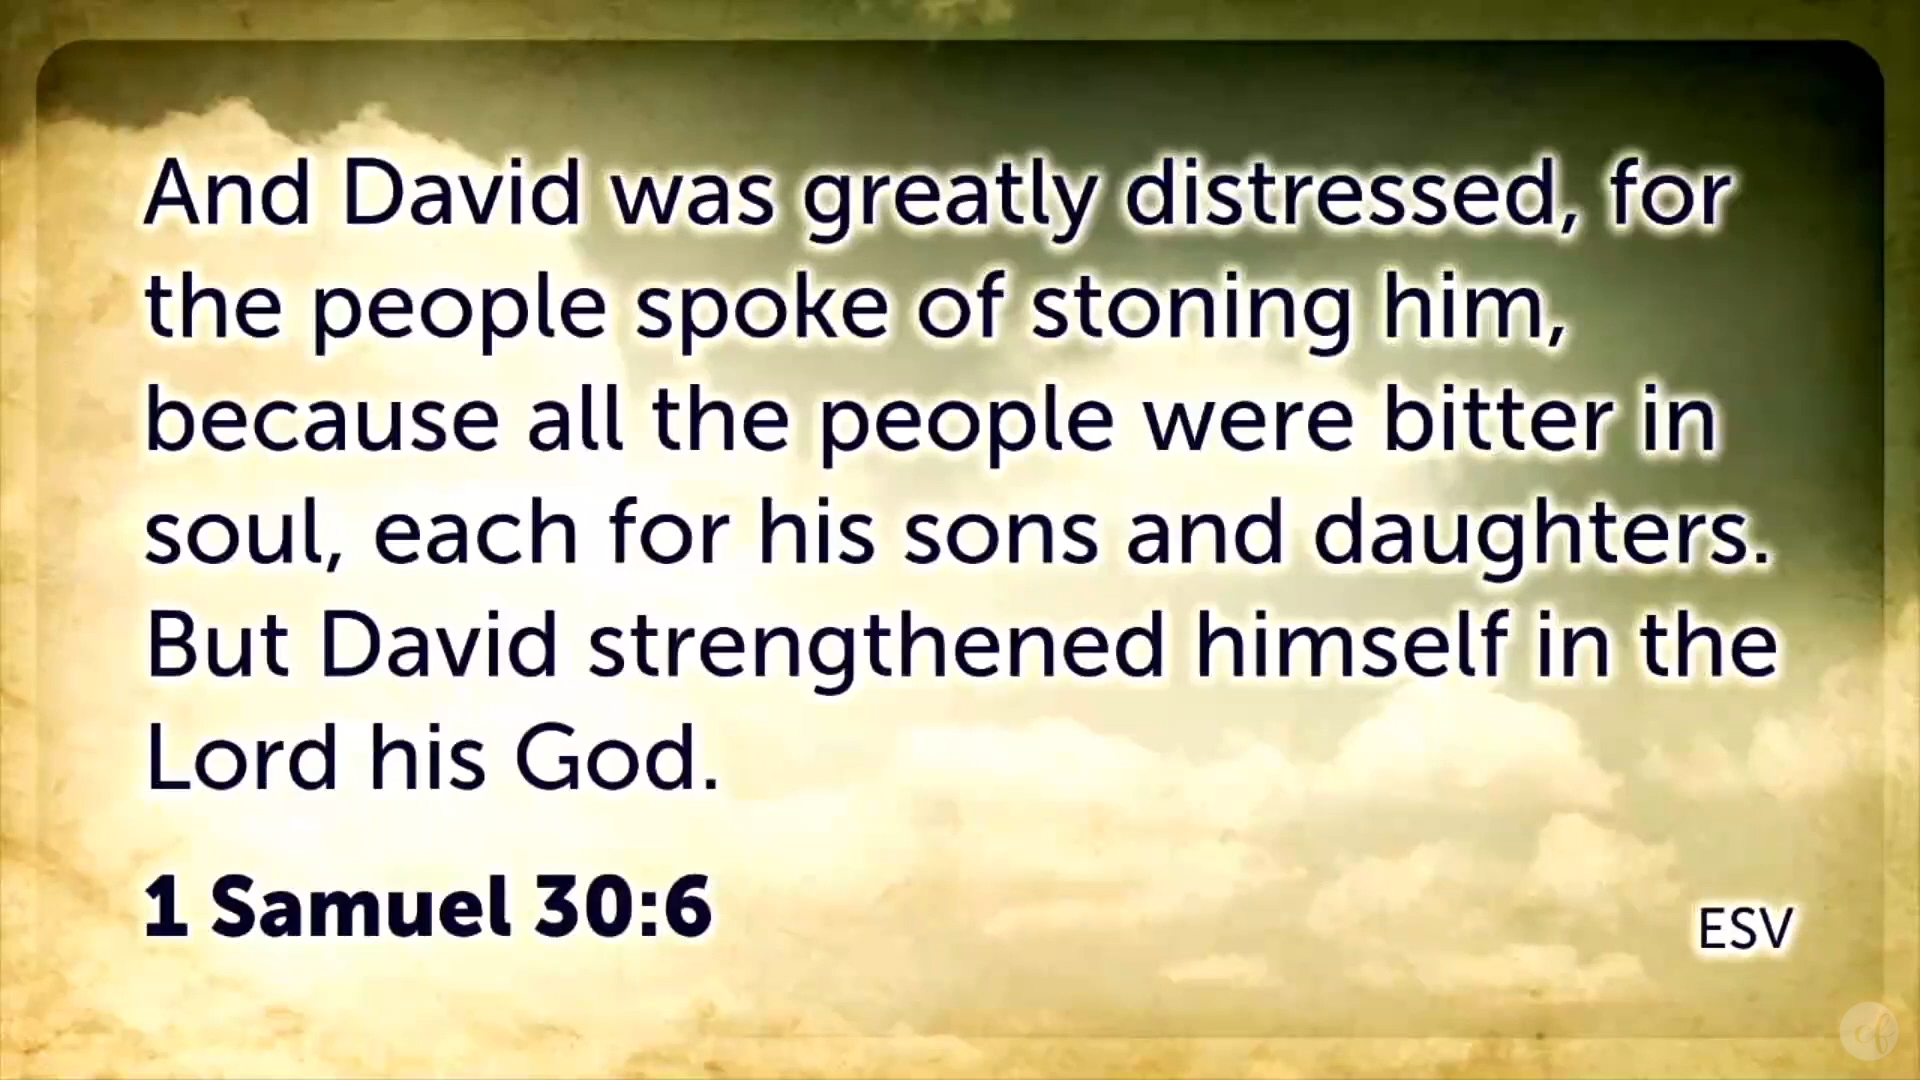 And David was greatly distressed, for
the people spoke of stoning him,
because all the people were bitter in
soul, each for his sons and daughters.
But David strengthened himself in the
Lord his God.
1 Samuel 30:6
ESV